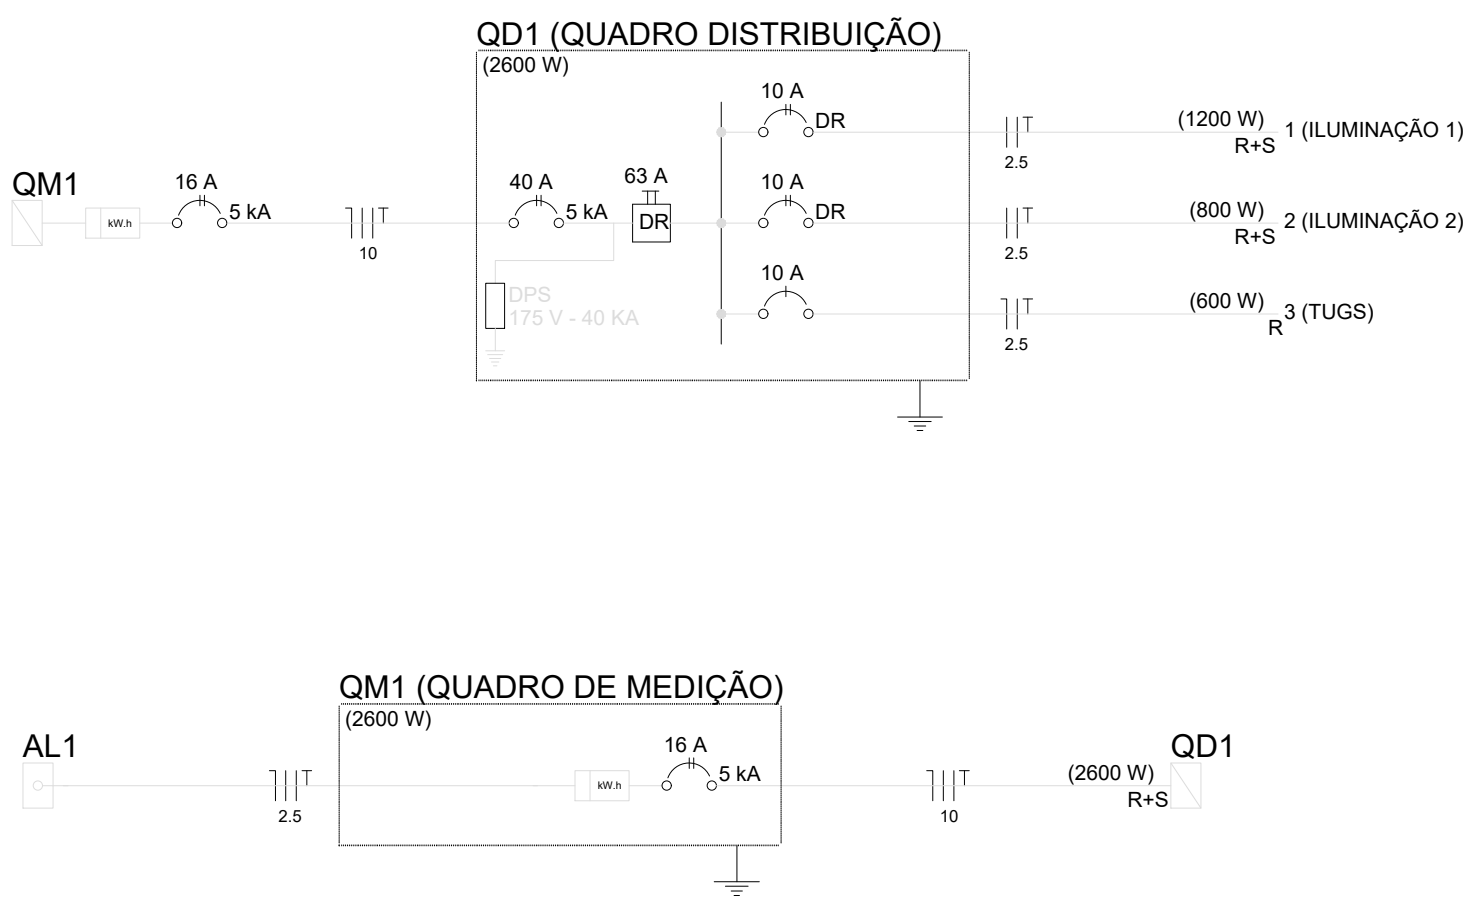 QD1 (QUADRO DISTRIBUIÇÃO)
(2600 W)
10 A
DR
(1200 W)
R+S
1 (ILUMINAÇÃO 1)
2.5
QM1
kW.h
16 A
5 kA
10
40 A
5 kA
63 A
DR
10 A
DR
(800 W)
R+S
2 (ILUMINAÇÃO 2)
2.5
DPS
175 V - 40 KA
10 A
(600 W)
R
3 (TUGS)
2.5
T
T
T
T
QM1 (QUADRO DE MEDIÇÃO)
(2600 W)
AL1
T
2.5
kW.h
16 A
5 kA
T
10
(2600 W)
R+S
QD1